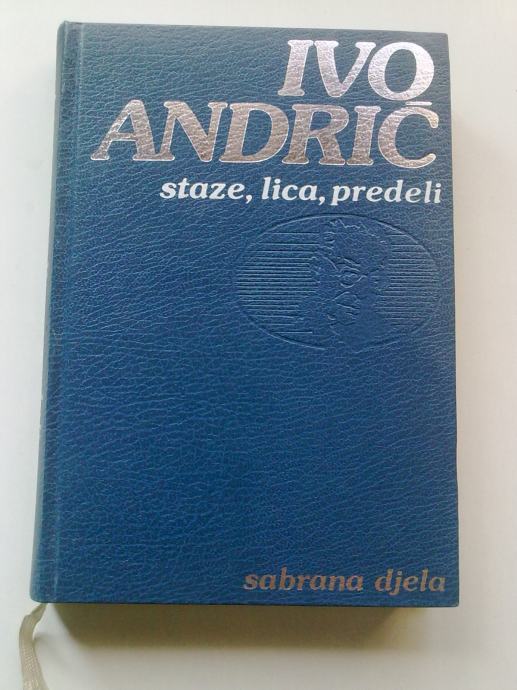 IVO
ANDRIĆ
staze, lica, predeli
sabrana djela